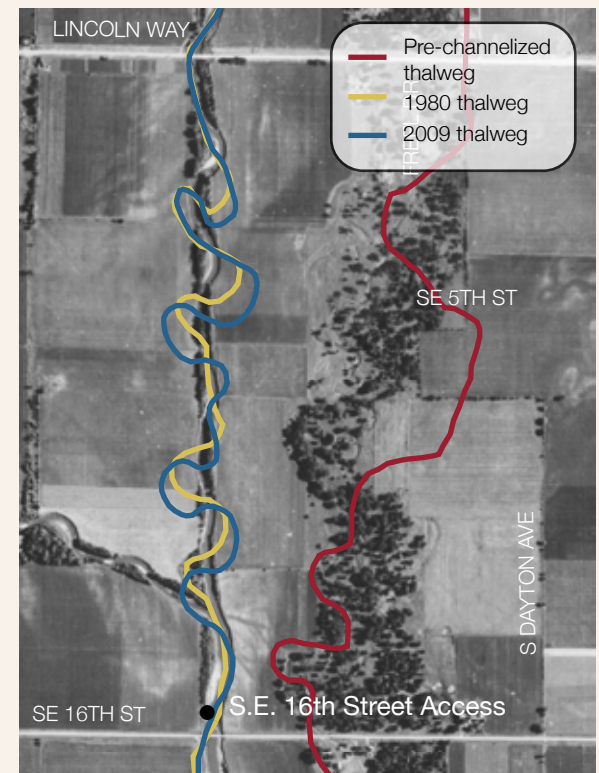 LINCOLN WAY
Pre-channelized
thalweg
1980 thalweg
2009 thalweg
SE 5TH ST
S DAYTON AVE
SE 16TH ST
S.E. 16th Street Access